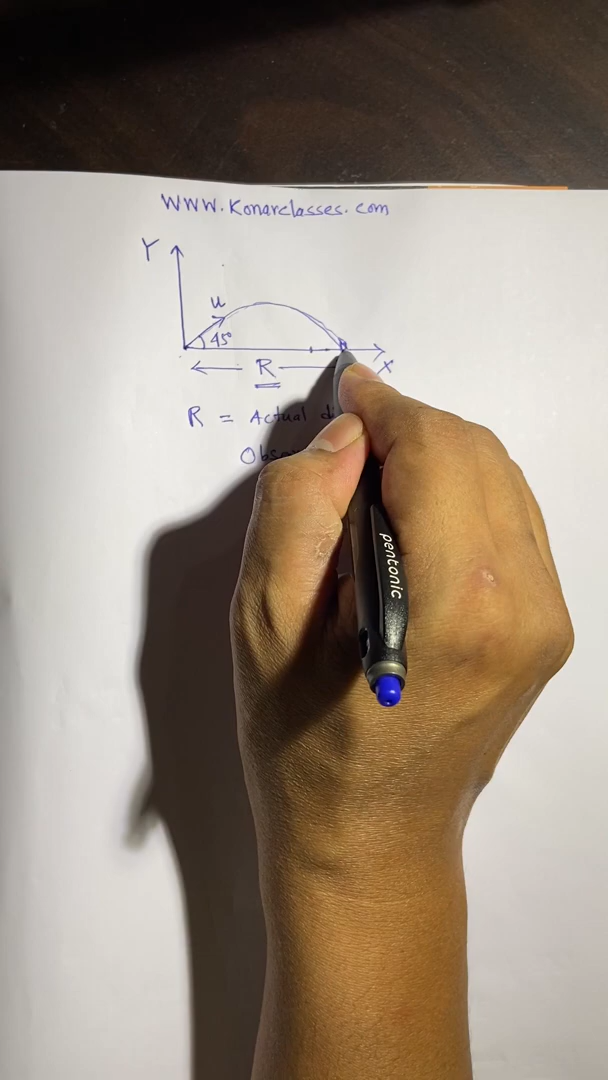 WWW.Konarclasses.com
Y
u
45°
R
X
R = Actual
pentonic